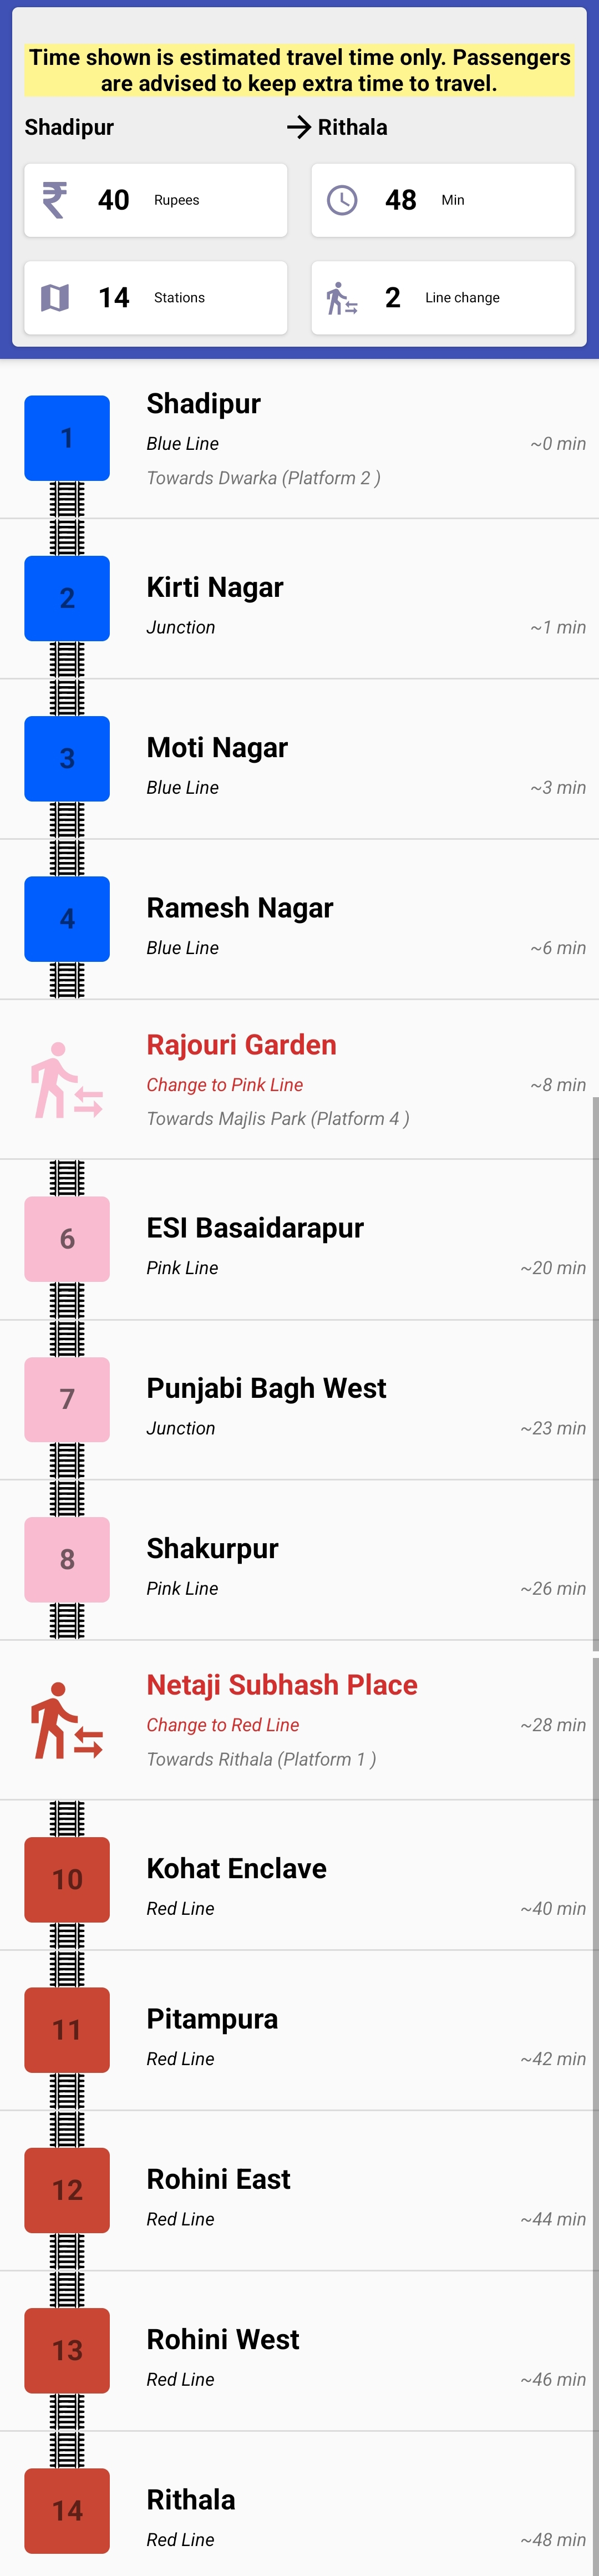 Time shown is estimated travel time only. Passengers
are advised to keep extra time to travel.
Shadipur → Rithala
₹ 40 Rupees
48 Min
14 Stations
2 Line change
1
Shadipur
Blue Line ~0 min
Towards Dwarka (Platform 2 )
2
Kirti Nagar
Junction ~1 min
3
Moti Nagar
Blue Line ~3 min
4
Ramesh Nagar
Blue Line ~6 min
Rajouri Garden
Change to Pink Line ~8 min
Towards Majlis Park (Platform 4 )
6
ESI Basaidarapur
Pink Line ~20 min
7
Punjabi Bagh West
Junction ~23 min
8
Shakurpur
Pink Line ~26 min
Netaji Subhash Place
Change to Red Line ~28 min
Towards Rithala (Platform 1 )
10
Kohat Enclave
Red Line ~40 min
11
Pitampura
Red Line ~42 min
12
Rohini East
Red Line ~44 min
13
Rohini West
Red Line ~46 min
14
Rithala
Red Line ~48 min